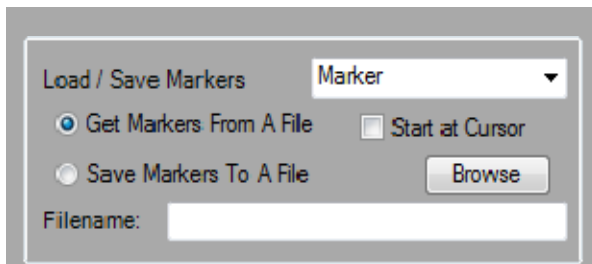 Load / Save Markers Marker
Get Markers From A File Start at Cursor
Save Markers To A File Browse
Filename: